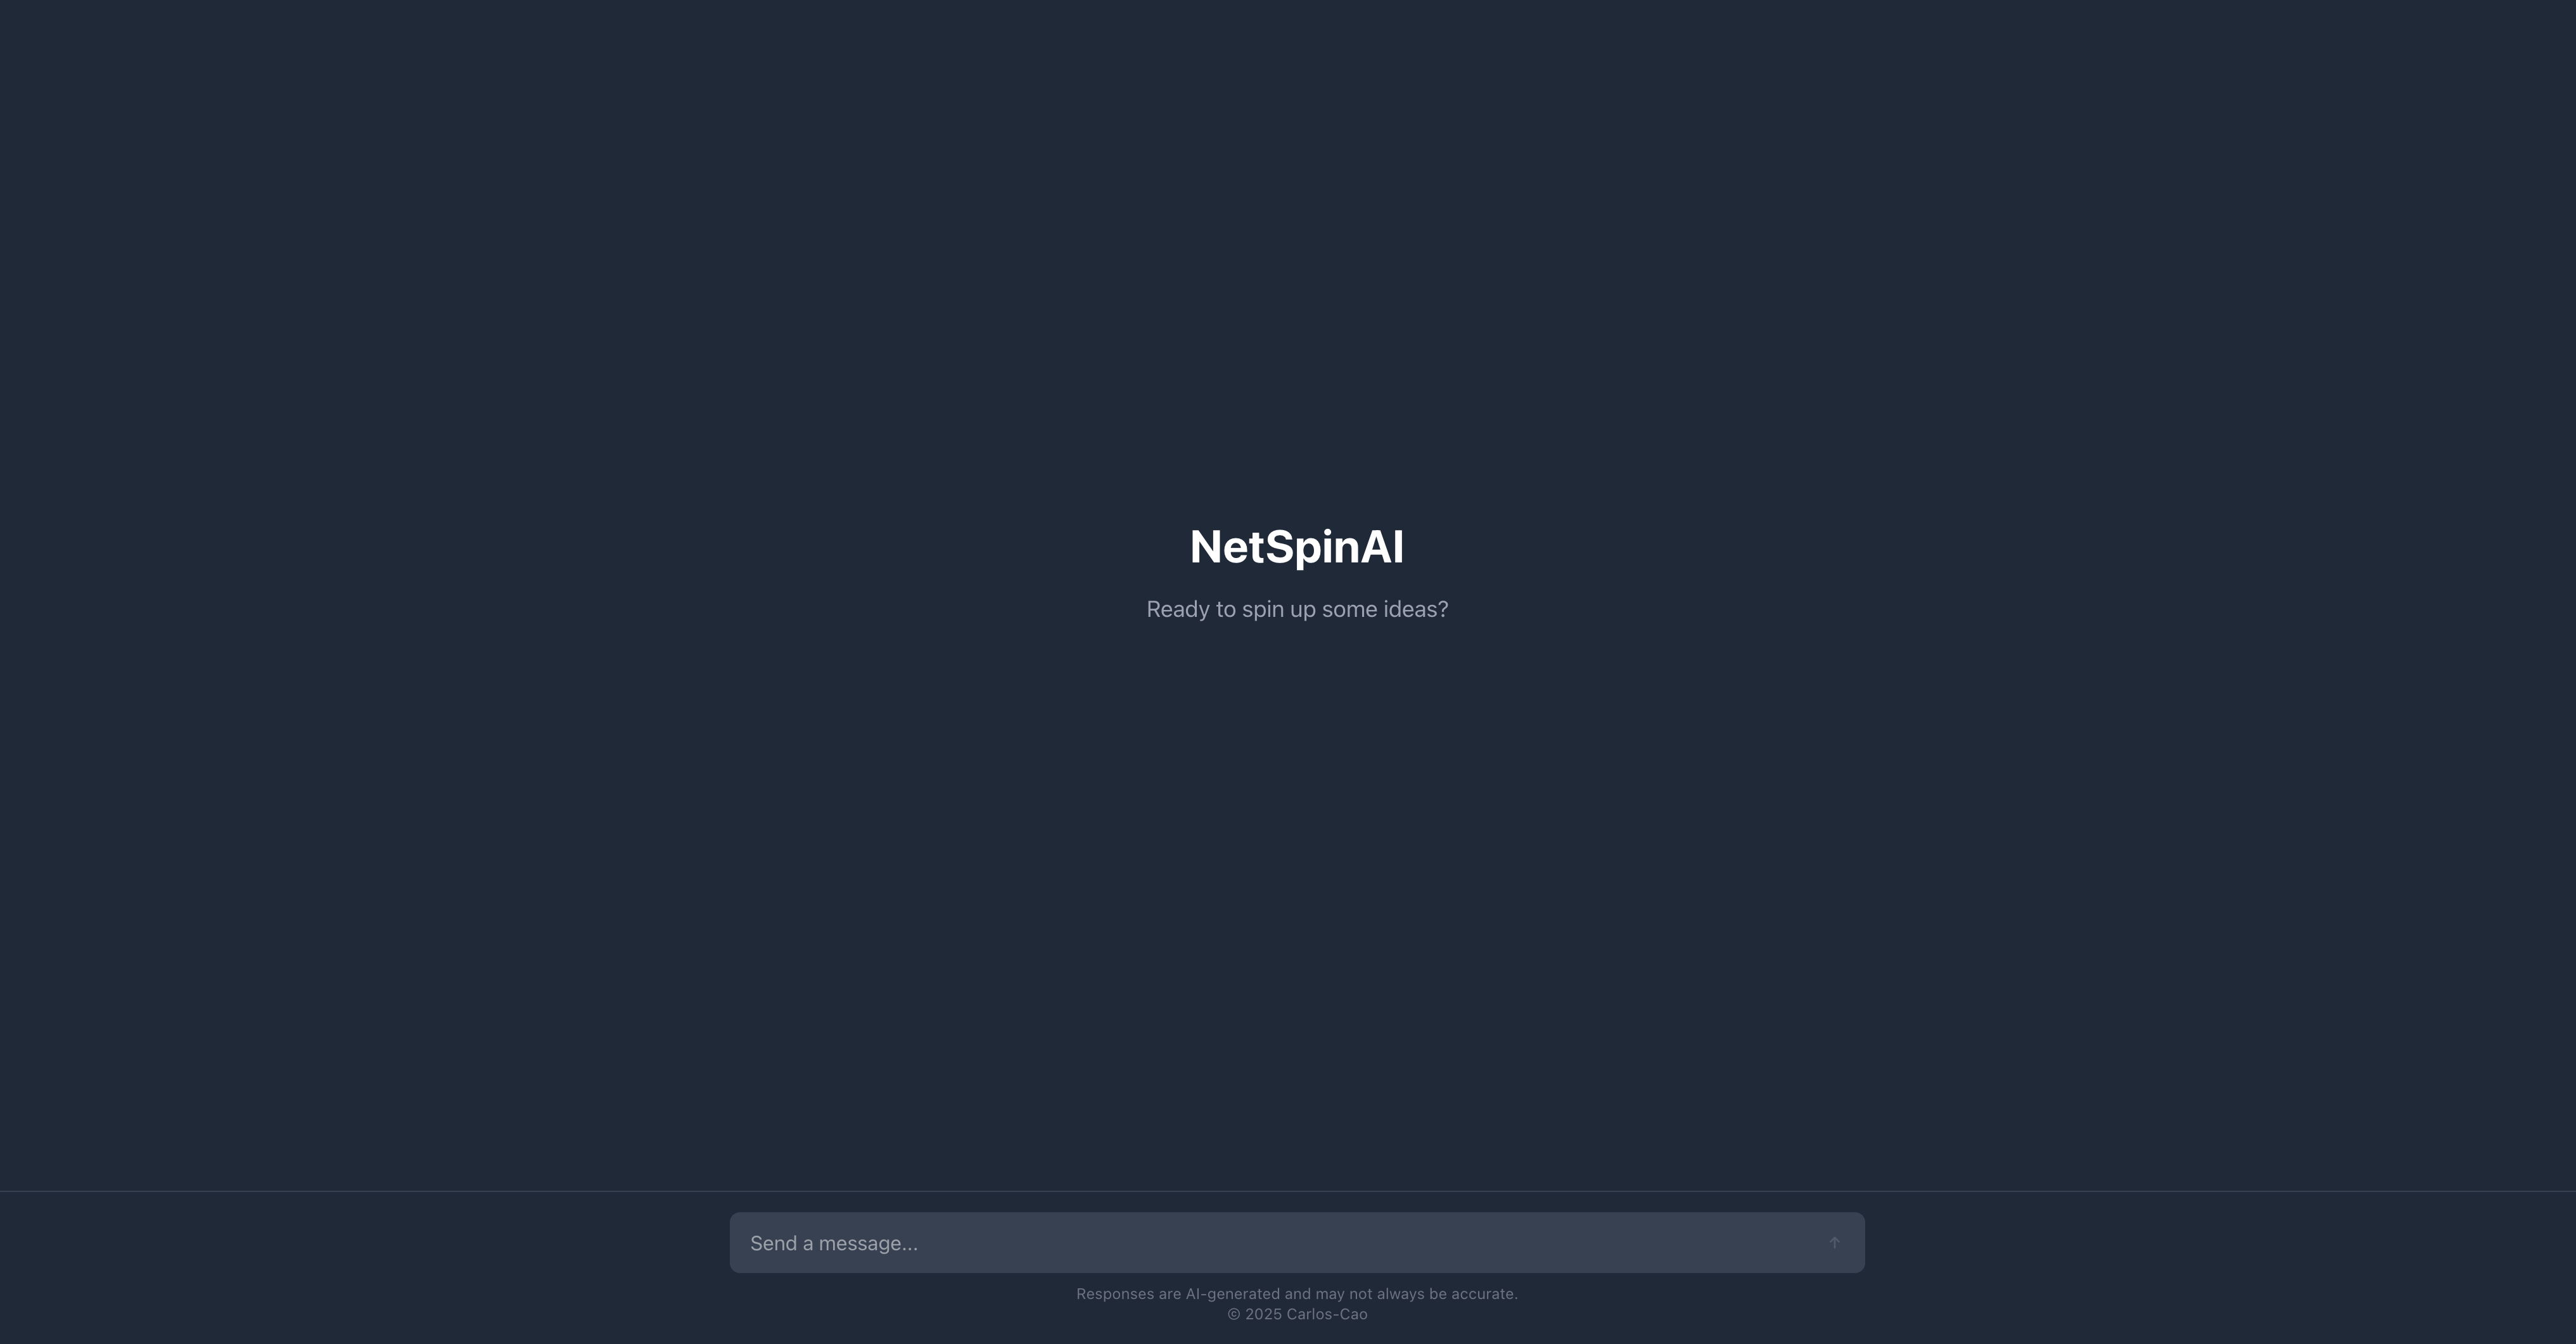 NetSpinAI
Ready to spin up some ideas?
Send a message...
Responses are AI-generated and may not always be accurate.
© 2025 Carlos-Cao